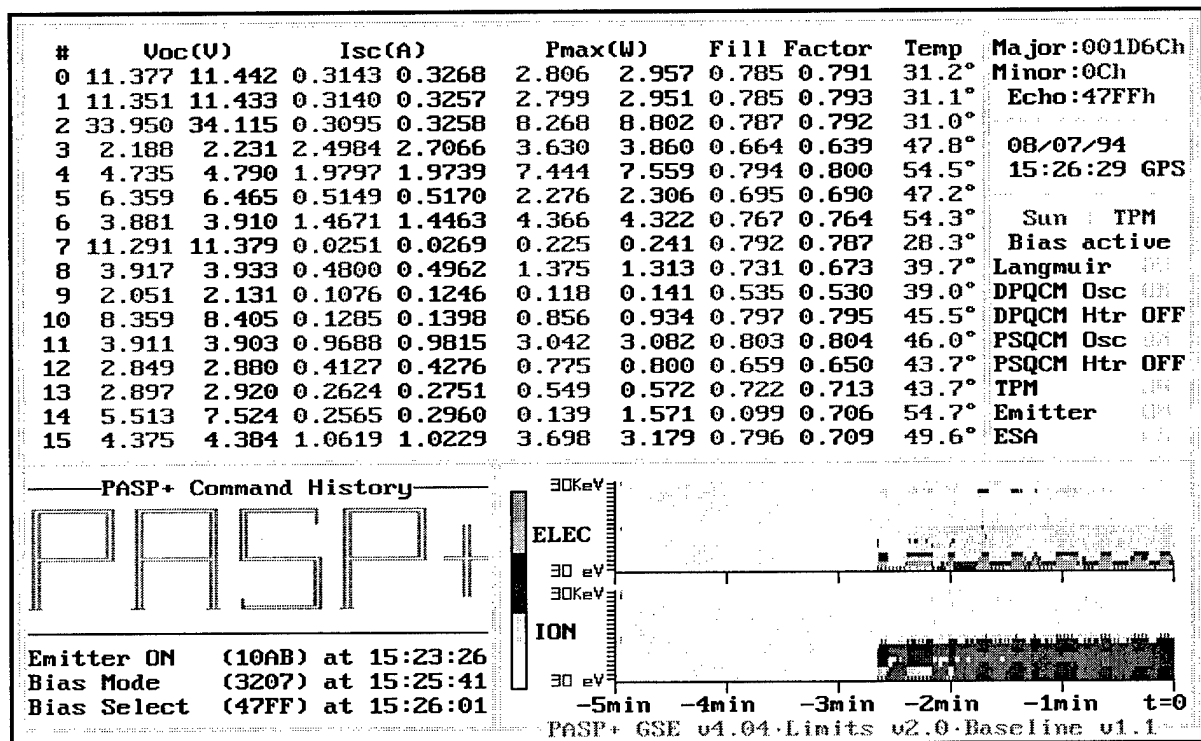 # Voc(V) Isc(A) Pmax(W) Fill Factor Temp
0 11.377 11.442 0.3143 0.3268 2.806 2.957 0.785 0.791 31.2°
1 11.351 11.433 0.3140 0.3257 2.799 2.951 0.785 0.793 31.1°
2 33.950 34.115 0.3095 0.3258 8.268 8.802 0.787 0.792 31.0°
3 2.188 2.231 2.4984 2.7066 3.630 3.860 0.664 0.639 47.8°
4 4.735 4.790 1.9797 1.9739 7.444 7.559 0.794 0.800 54.5°
5 6.359 6.465 0.5149 0.5170 2.276 2.306 0.695 0.690 47.2°
6 3.881 3.910 1.4671 1.4463 4.366 4.322 0.767 0.764 54.3°
7 11.291 11.379 0.0251 0.0269 0.225 0.241 0.792 0.787 28.3°
8 3.917 3.933 0.4800 0.4962 1.375 1.313 0.731 0.673 39.7°
9 2.051 2.131 0.1076 0.1246 0.118 0.141 0.535 0.530 39.0°
10 8.359 8.405 0.1285 0.1398 0.856 0.934 0.797 0.795 45.5°
11 3.911 3.903 0.9688 0.9815 3.042 3.082 0.803 0.804 46.0°
12 2.849 2.880 0.4127 0.4276 0.775 0.800 0.659 0.650 43.7°
13 2.897 2.920 0.2624 0.2751 0.549 0.572 0.722 0.713 43.7°
14 5.513 7.524 0.2565 0.2960 0.139 1.571 0.099 0.706 54.7°
15 4.375 4.384 1.0619 1.0229 3.698 3.179 0.796 0.709 49.6°
Major:001D6Ch
Minor:0Ch
Echo:47FFh
08/07/94
15:26:29 GPS
Sun TPM
Bias active
Langmuir
DPQCM Osc
DPQCM Htr OFF
PSQCM Osc
PSQCM Htr OFF
TPM
Emitter
ESA
PASP+ Command History
PASP+
Emitter ON (10AB) at 15:23:26
Bias Mode (3207) at 15:25:41
Bias Select (47FF) at 15:26:01
30KeV
ELEC
30 eV
30KeV
ION
30 eV
-5min -4min -3min -2min -1min t=0
PASP+ GSE v4.04·Limits v2.0·Baseline v1.1